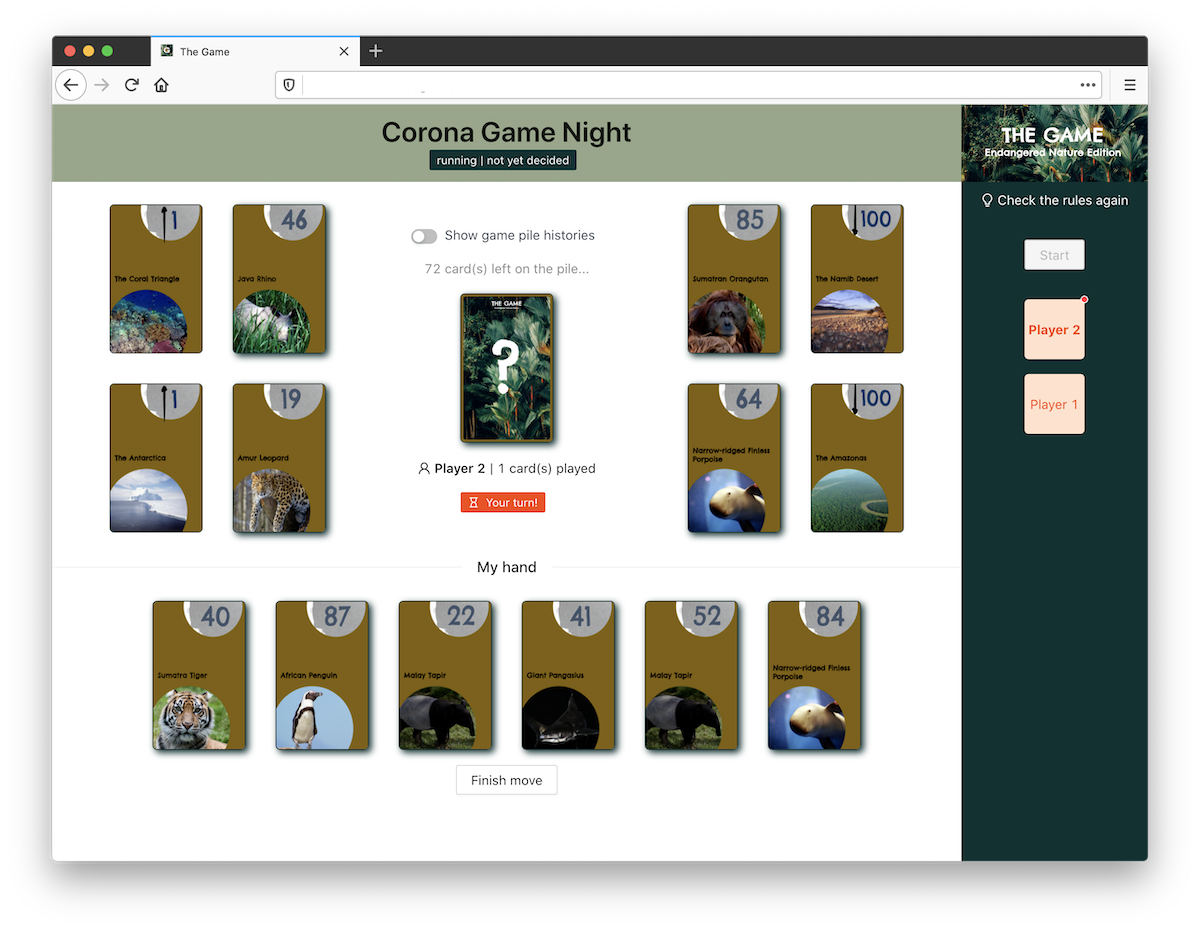 The Game
Corona Game Night
running | not yet decided
THE GAME
Endangered Nature Edition
Check the rules again
Start
Player 2
Player 1
1
The Coral Triangle
46
Java Rhino
Show game pile histories
72 card(s) left on the pile...
THE GAME
?
85
Sumatran Orangutan
100
The Namib Desert
1
The Antarctica
19
Amur Leopard
Player 2 | 1 card(s) played
Your turn!
64
Narrow-ridged Finless
Porpoise
100
The Amazonas
My hand
40
Sumatra Tiger
87
African Penguin
22
Malay Tapir
41
Giant Pangasius
52
Malay Tapir
84
Narrow-ridged Finless
Porpoise
Finish move